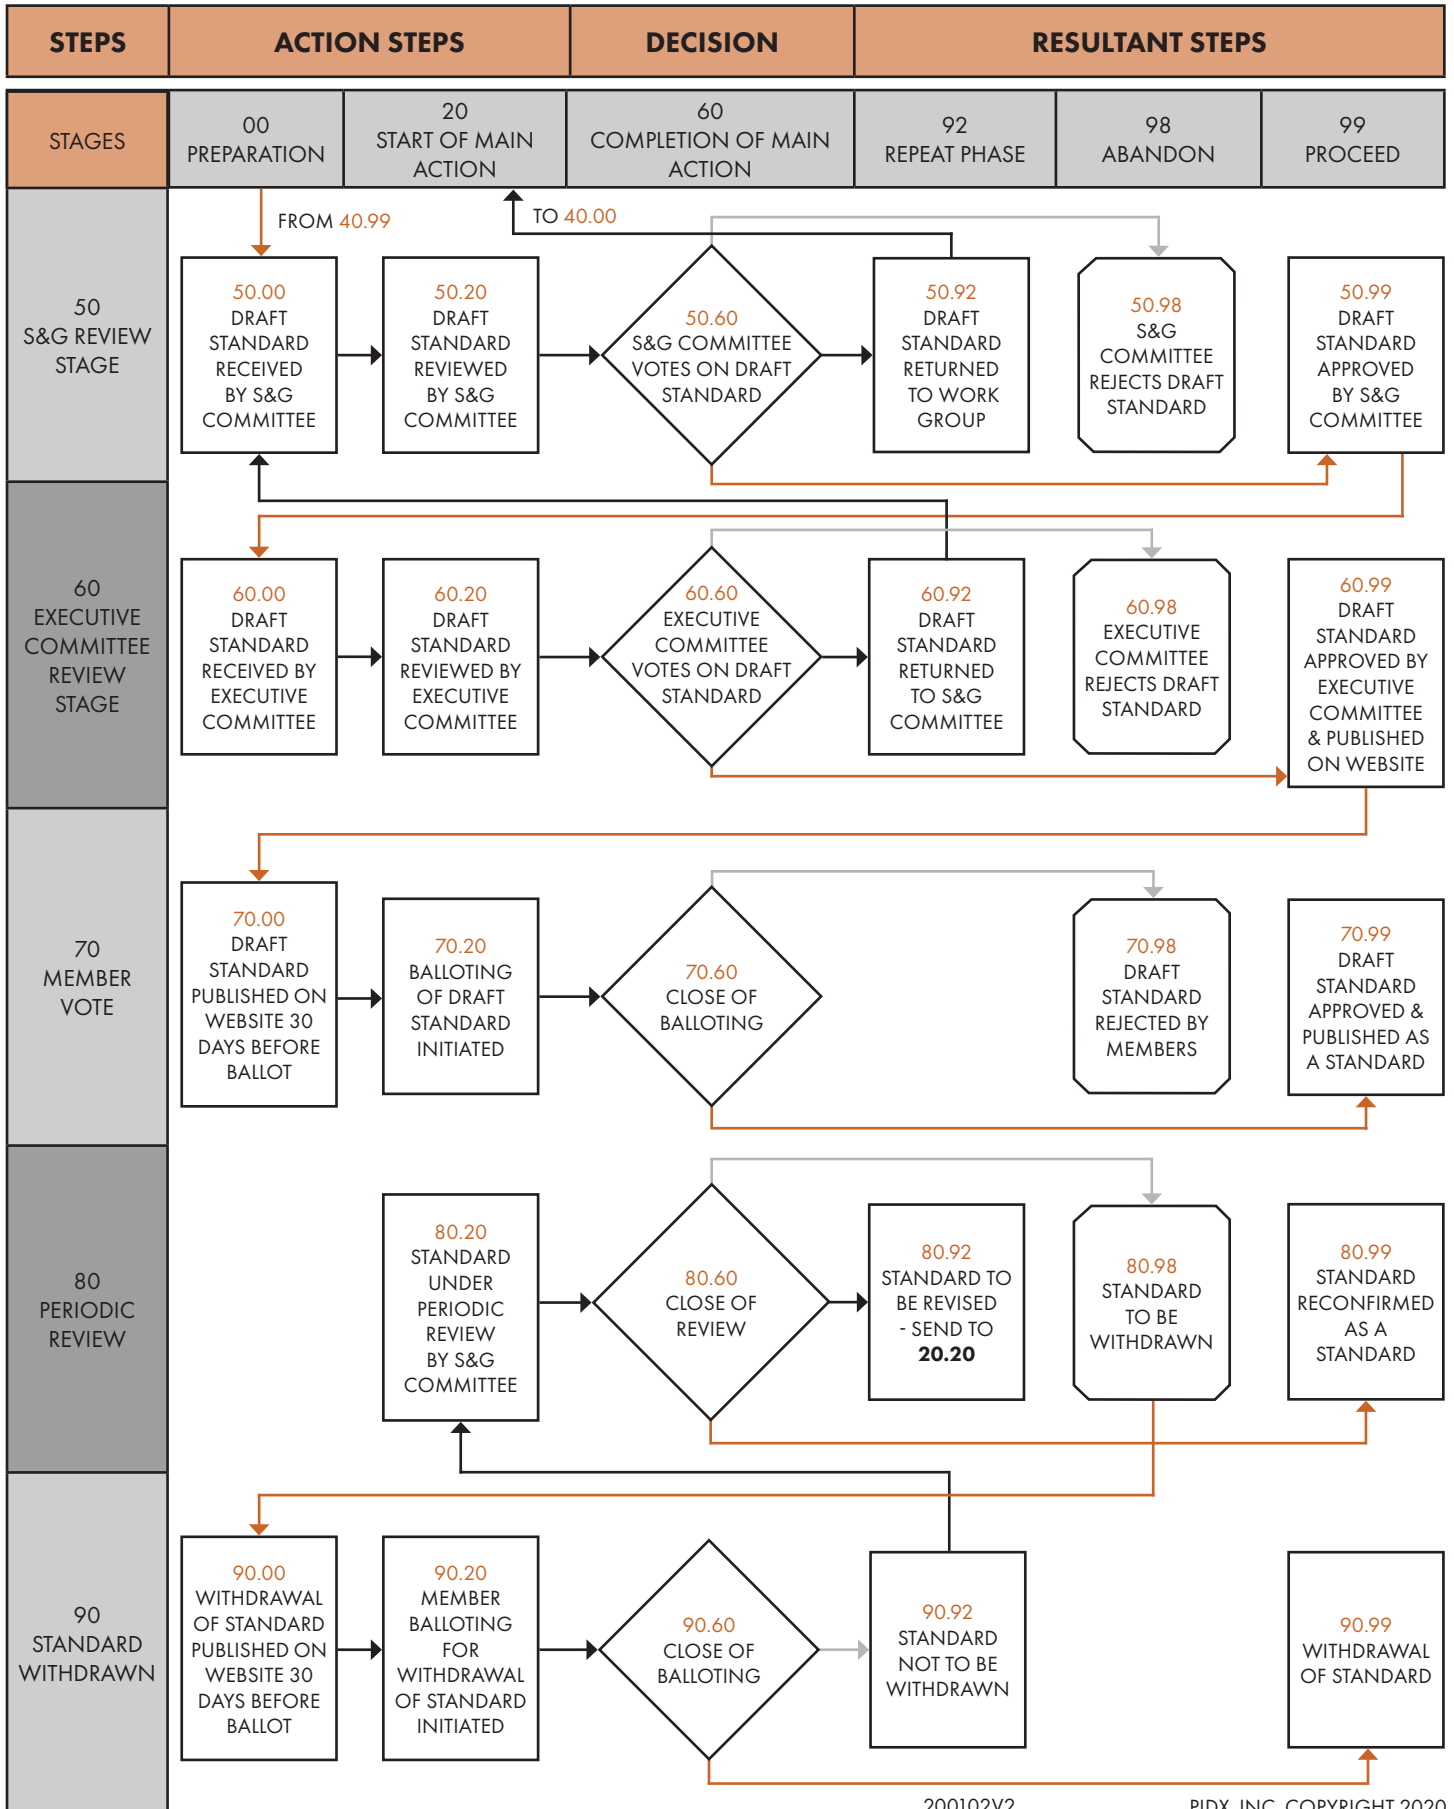 STEPS
ACTION STEPS
DECISION
RESULTANT STEPS
STAGES
00
PREPARATION
20
START OF MAIN
ACTION
60
COMPLETION OF MAIN
ACTION
92
REPEAT PHASE
98
ABANDON
99
PROCEED
FROM 40.99
TO 40.00
50
S&G REVIEW
STAGE
50.00
DRAFT
STANDARD
RECEIVED
BY S&G
COMMITTEE
50.20
DRAFT
STANDARD
REVIEWED
BY S&G
COMMITTEE
50.60
S&G COMMITTEE
VOTES ON DRAFT
STANDARD
50.92
DRAFT
STANDARD
RETURNED
TO WORK
GROUP
50.98
S&G
COMMITTEE
REJECTS DRAFT
STANDARD
50.99
DRAFT
STANDARD
APPROVED
BY S&G
COMMITTEE
60
EXECUTIVE
COMMITTEE
REVIEW
STAGE
60.00
DRAFT
STANDARD
RECEIVED BY
EXECUTIVE
COMMITTEE
60.20
DRAFT
STANDARD
REVIEWED BY
EXECUTIVE
COMMITTEE
60.60
EXECUTIVE
COMMITTEE
VOTES ON DRAFT
STANDARD
60.92
DRAFT
STANDARD
RETURNED
TO S&G
COMMITTEE
60.98
EXECUTIVE
COMMITTEE
REJECTS DRAFT
STANDARD
60.99
DRAFT
STANDARD
APPROVED BY
EXECUTIVE
COMMITTEE
& PUBLISHED
ON WEBSITE
70
MEMBER
VOTE
70.00
DRAFT
STANDARD
PUBLISHED ON
WEBSITE 30
DAYS BEFORE
BALLOT
70.20
BALLOTING
OF DRAFT
STANDARD
INITIATED
70.60
CLOSE OF
BALLOTING
70.98
DRAFT
STANDARD
REJECTED BY
MEMBERS
70.99
DRAFT
STANDARD
APPROVED &
PUBLISHED AS
A STANDARD
80
PERIODIC
REVIEW
80.20
STANDARD
UNDER
PERIODIC
REVIEW
BY S&G
COMMITTEE
80.60
CLOSE OF
REVIEW
80.92
STANDARD TO
BE REVISED
- SEND TO
20.20
80.98
STANDARD
TO BE
WITHDRAWN
80.99
STANDARD
RECONFIRMED
AS A
STANDARD
90
STANDARD
WITHDRAWN
90.00
WITHDRAWAL
OF STANDARD
PUBLISHED ON
WEBSITE 30
DAYS BEFORE
BALLOT
90.20
MEMBER
BALLOTING
FOR
WITHDRAWAL
OF STANDARD
INITIATED
90.60
CLOSE OF
BALLOTING
90.92
STANDARD
NOT TO BE
WITHDRAWN
90.99
WITHDRAWAL
OF STANDARD
200102V2
PIDX, INC. COPYRIGHT 2020